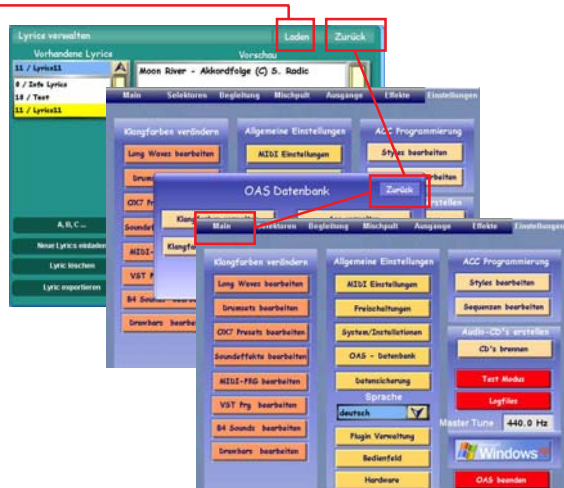 Lyrics verwalten
Laden
Zurück
Vorhandene Lyrics
Vorschau
11 / Lyrics11
Moon River - Akkordfolge (C) S. Radic
8 / Info Lyrics
10 / Test
11 / Lyrics11
A, B, C ...
Neue Lyrics einladen
Lyric löschen
Lyric exportieren
Main Selektoren Begleitung Mischpult Ausgänge Effekte Einstellungen
Klangfarben verändern
Allgemeine Einstellungen
ACC Programmierung
Long Waves bearbeiten
MIDI Einstellungen
Styles bearbeiten
OAS Datenbank
Zurück
Main Selektoren Begleitung Mischpult Ausgänge Effekte Einstellungen
Klangfarben verändern
Allgemeine Einstellungen
ACC Programmierung
Long Waves bearbeiten
MIDI Einstellungen
Styles bearbeiten
Drumsets bearbeiten
Freischaltungen
Sequenzen bearbeiten
OX7 Presets bearbeiten
System/Installationen
Audio-CD's erstellen
Soundeffekte bearbeiten
OAS - Datenbank
CD's brennen
MIDI-PRG bearbeiten
Datensicherung
Test Modus
VST Prg bearbeiten
Sprache
deutsch
Logfiles
B4 Sounds bearbeiten
Plugin Verwaltung
Master Tune 440.0 Hz
Drawbars bearbeiten
Bedienfeld
Windows
Hardware
OAS beenden